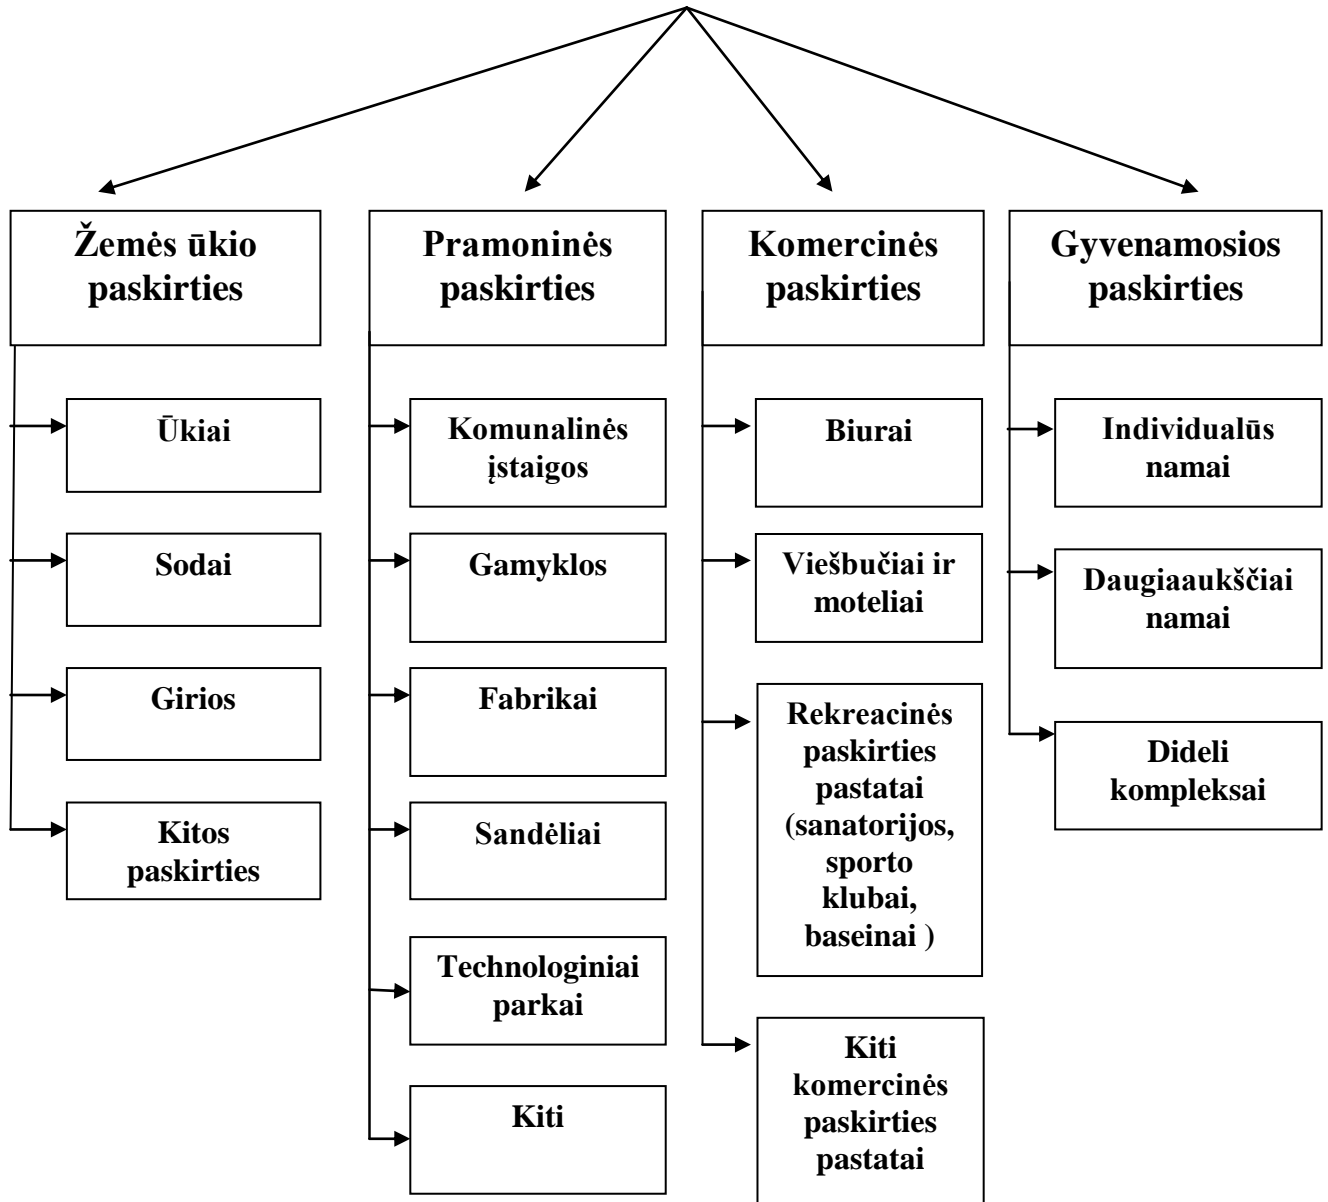 Žemės ūkio
paskirties
Ūkiai
Sodai
Girios
Kitos
paskirties
Pramoninės
paskirties
Komunalinės
įstaigos
Gamyklos
Fabrikai
Sandėliai
Technologiniai
parkai
Kiti
Komercinės
paskirties
Biurai
Viešbučiai ir
moteliai
Rekreacinės
paskirties
pastatai
(sanatorijos,
sporto
klubai,
baseinai )
Kiti
komercinės
paskirties
pastatai
Gyvenamosios
paskirties
Individualūs
namai
Daugiaaukščiai
namai
Dideli
kompleksai